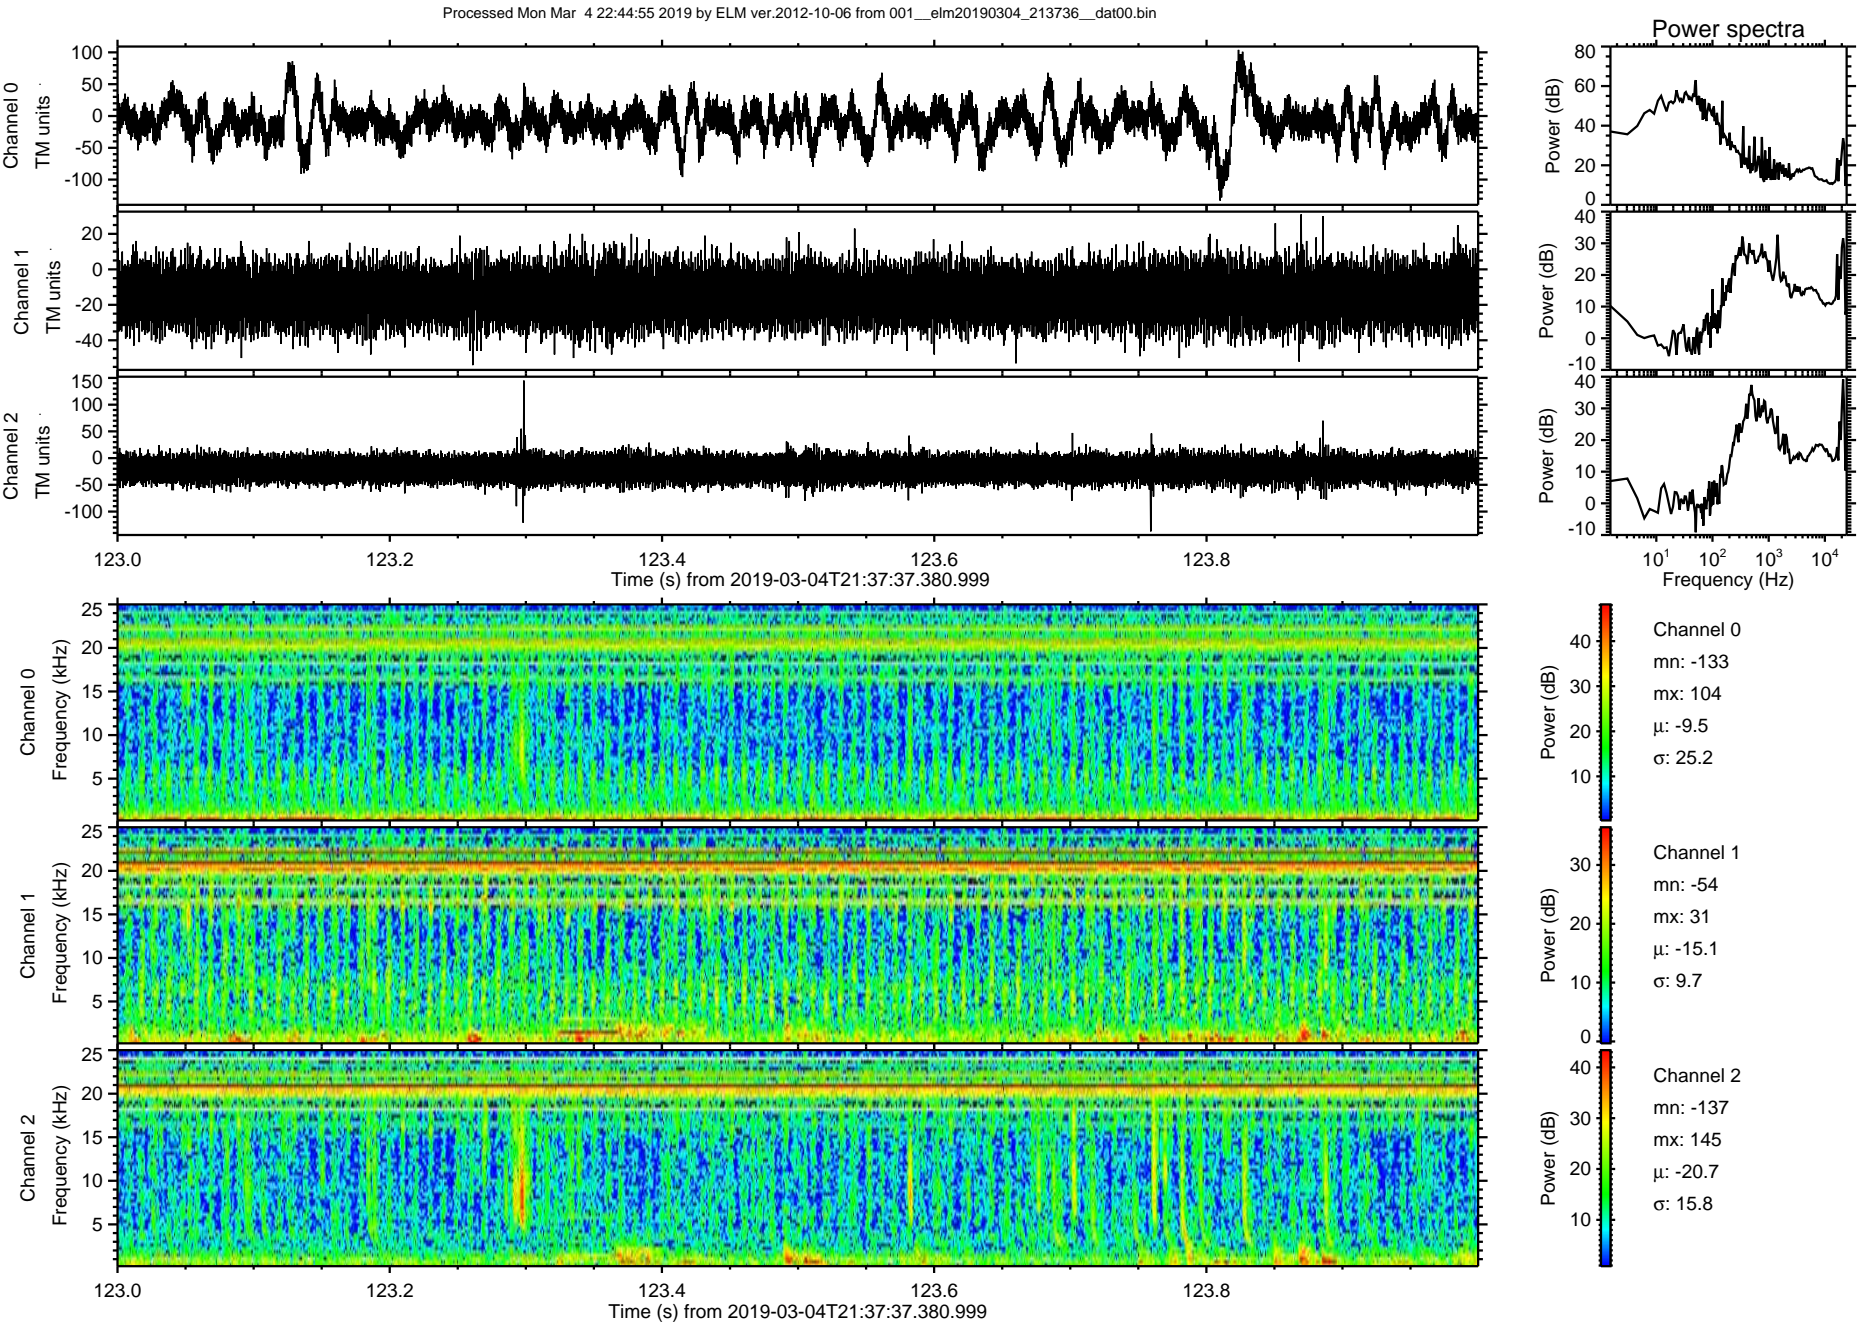 Processed Mon Mar  4 22:44:55 2019 by ELM ver.2012-10-06 from 001__elm20190304_213736__dat00.bin
Power spectra
Channel 0
TM units
100
50
0
-50
-100
Power (dB)
80
60
40
20
0
Channel 1
TM units
20
0
-20
-40
Power (dB)
40
30
20
10
0
-10
Channel 2
TM units
150
100
50
0
-50
-100
Power (dB)
40
30
20
10
0
-10
123.0 123.2 123.4 123.6 123.8
Time (s) from 2019-03-04T21:37:37.380.999
10¹ 10² 10³ 10⁴
Frequency (Hz)
Channel 0
Frequency (kHz)
25
20
15
10
5
Power (dB)
40
30
20
10
Channel 0
mn: -133
mx: 104
μ: -9.5
σ: 25.2
Channel 1
Frequency (kHz)
25
20
15
10
5
Power (dB)
30
20
10
0
Channel 1
mn: -54
mx: 31
μ: -15.1
σ: 9.7
Channel 2
Frequency (kHz)
25
20
15
10
5
Power (dB)
40
30
20
10
Channel 2
mn: -137
mx: 145
μ: -20.7
σ: 15.8
123.0 123.2 123.4 123.6 123.8
Time (s) from 2019-03-04T21:37:37.380.999